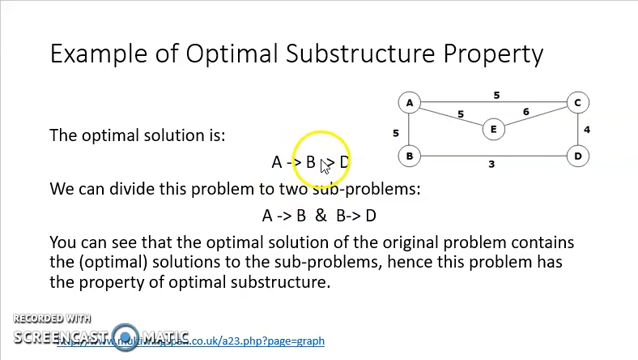 Example of Optimal Substructure Property
The optimal solution is:
A -> B -> D
We can divide this problem to two sub-problems:
A -> B & B-> D
You can see that the optimal solution of the original problem contains
the (optimal) solutions to the sub-problems, hence this problem has
the property of optimal substructure.
A
5
C
5
6
E
5
4
B
3
D
RECORDED WITH
SCREENCAST MATIC
.co.uk/a23.php?page=graph